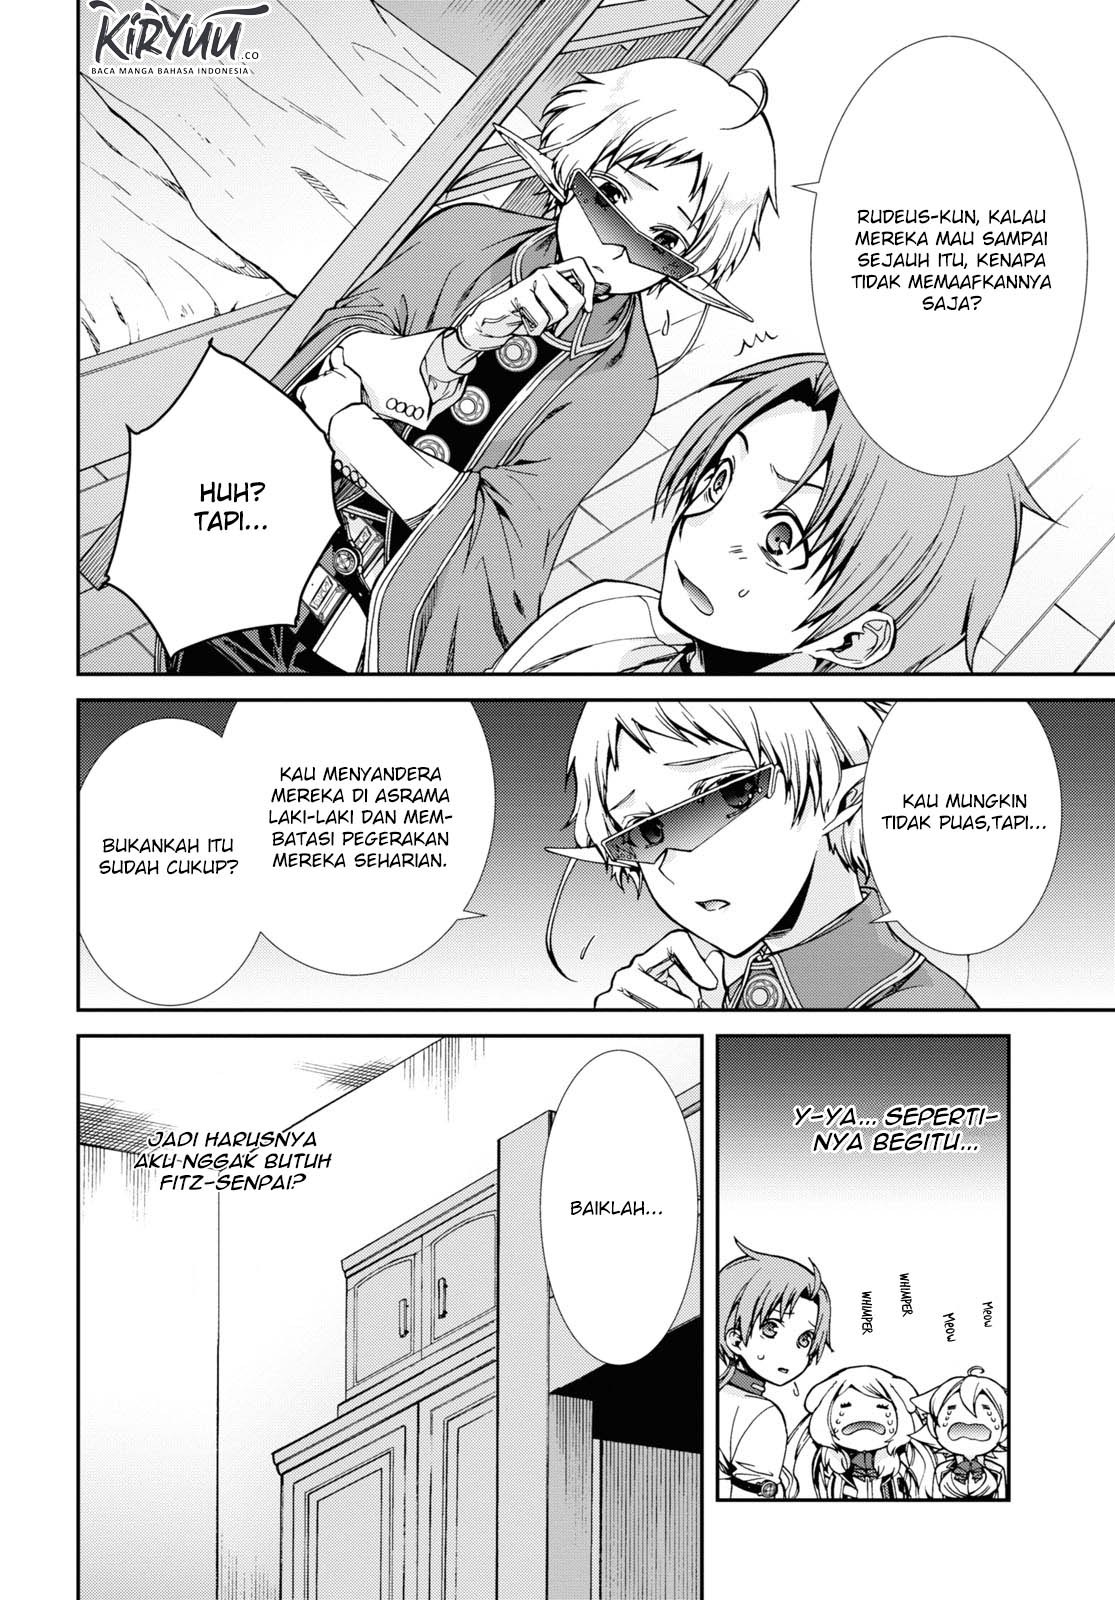 KIRYUU.CO
BACA MANGA BAHASA INDONESIA
RUDEUS-KUN, KALAU
MEREKA MAU SAMPAI
SEJAUH ITU, KENAPA
TIDAK MEMAAFKANNYA
SAJA?
HUH?
TAPI...
KAU MUNGKIN
TIDAK PUAS,TAPI...
KAU MENYANDERA
MEREKA DI ASRAMA
LAKI-LAKI DAN MEM-
BATASI PEGERAKAN
MEREKA SEHARIAN.
BUKANKAH ITU
SUDAH CUKUP?
Y-YA... SEPERTI-
NYA BEGITU...
MEOW
MEOW
WHIMPER
WHIMPER
BAIKLAH...
JADI HARUSNYA
AKU NGGAK BUTUH
FITZ-SENPAI?